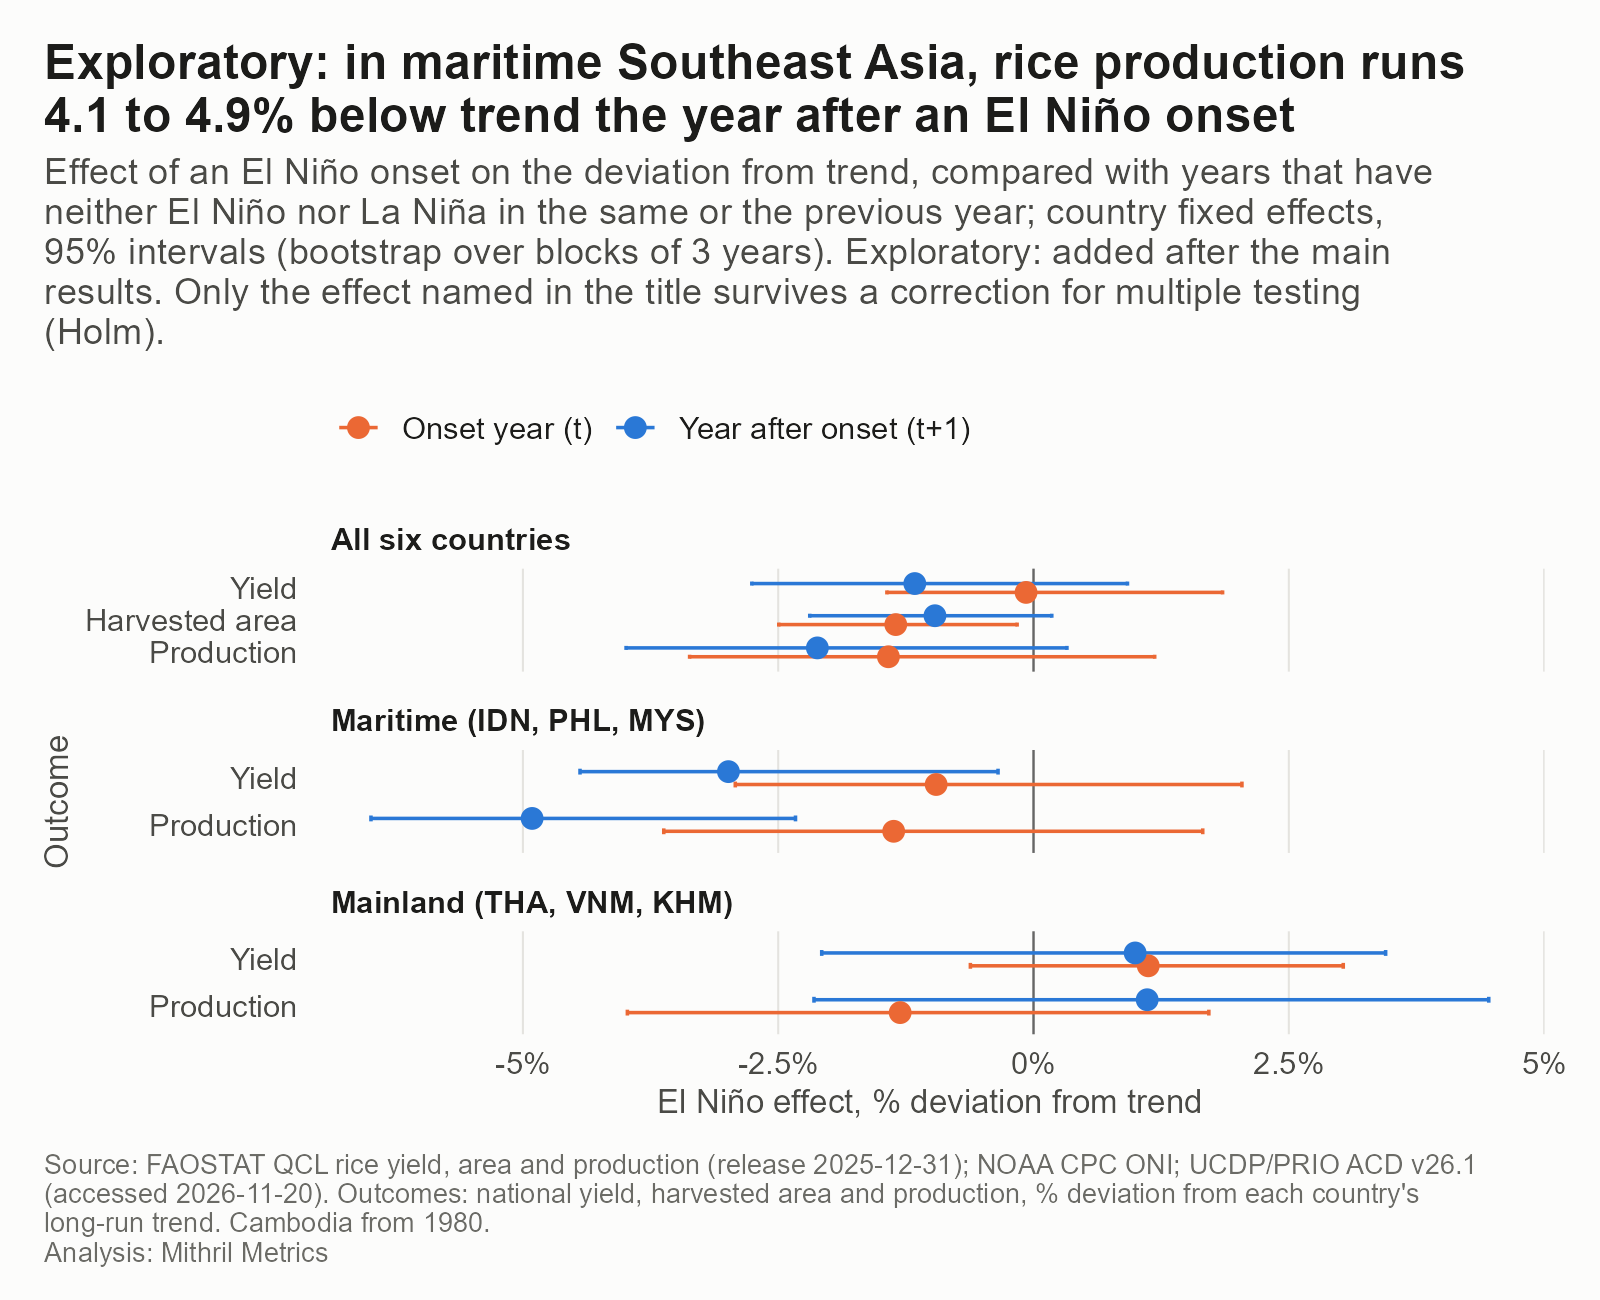 Exploratory: in maritime Southeast Asia, rice production runs
4.1 to 4.9% below trend the year after an El Niño onset
Effect of an El Niño onset on the deviation from trend, compared with years that have
neither El Niño nor La Niña in the same or the previous year; country fixed effects,
95% intervals (bootstrap over blocks of 3 years). Exploratory: added after the main
results. Only the effect named in the title survives a correction for multiple testing
(Holm).
Onset year (t)
Year after onset (t+1)
All six countries
Yield
Harvested area
Production
Maritime (IDN, PHL, MYS)
Yield
Production
Outcome
Mainland (THA, VNM, KHM)
Yield
Production
-5%
-2.5%
0%
2.5%
5%
El Niño effect, % deviation from trend
Source: FAOSTAT QCL rice yield, area and production (release 2025-12-31); NOAA CPC ONI; UCDP/PRIO ACD v26.1
(accessed 2026-11-20). Outcomes: national yield, harvested area and production, % deviation from each country's
long-run trend. Cambodia from 1980.
Analysis: Mithril Metrics